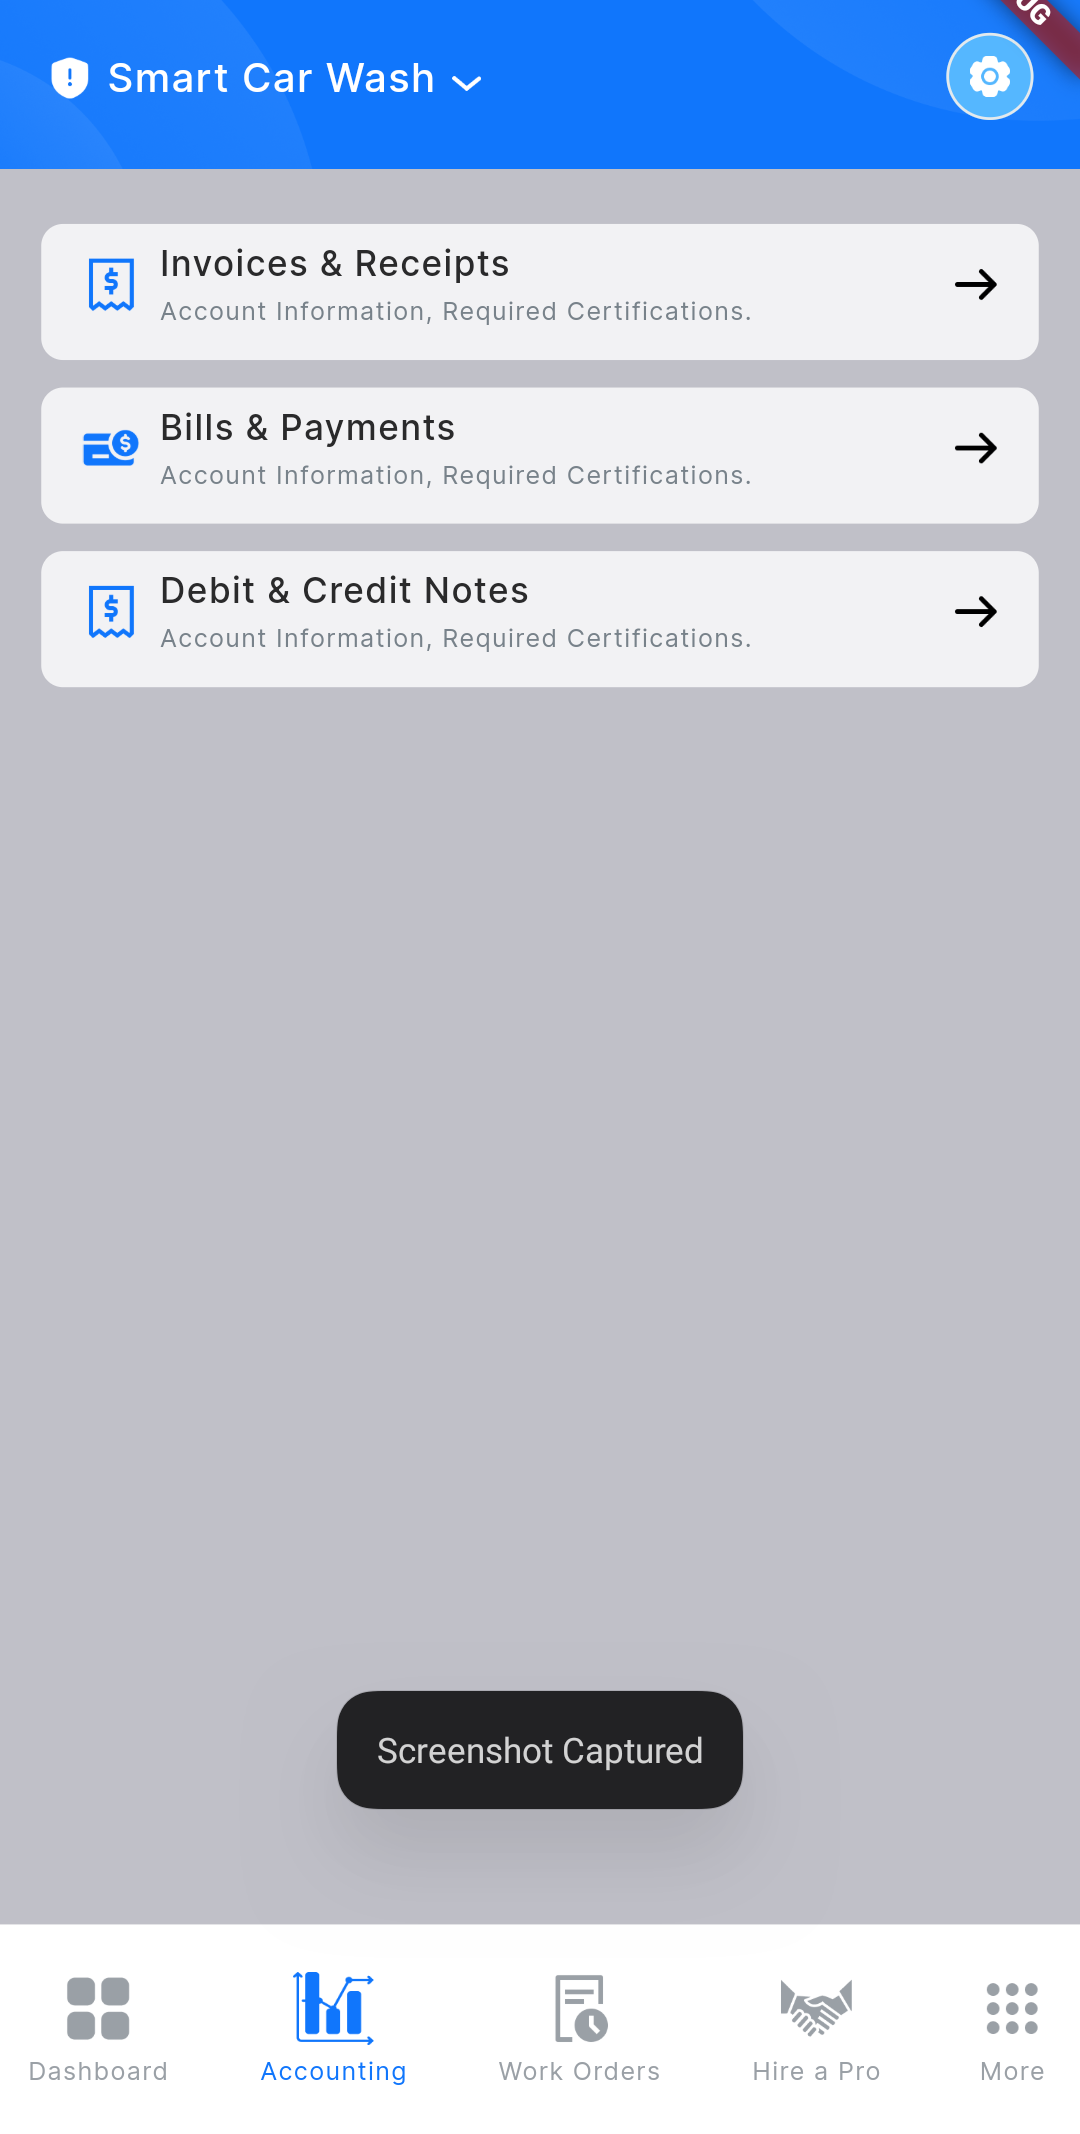 Smart Car Wash
UG
Invoices & Receipts
Account Information, Required Certifications.
Bills & Payments
Account Information, Required Certifications.
Debit & Credit Notes
Account Information, Required Certifications.
Screenshot Captured
Dashboard
Accounting
Work Orders
Hire a Pro
More